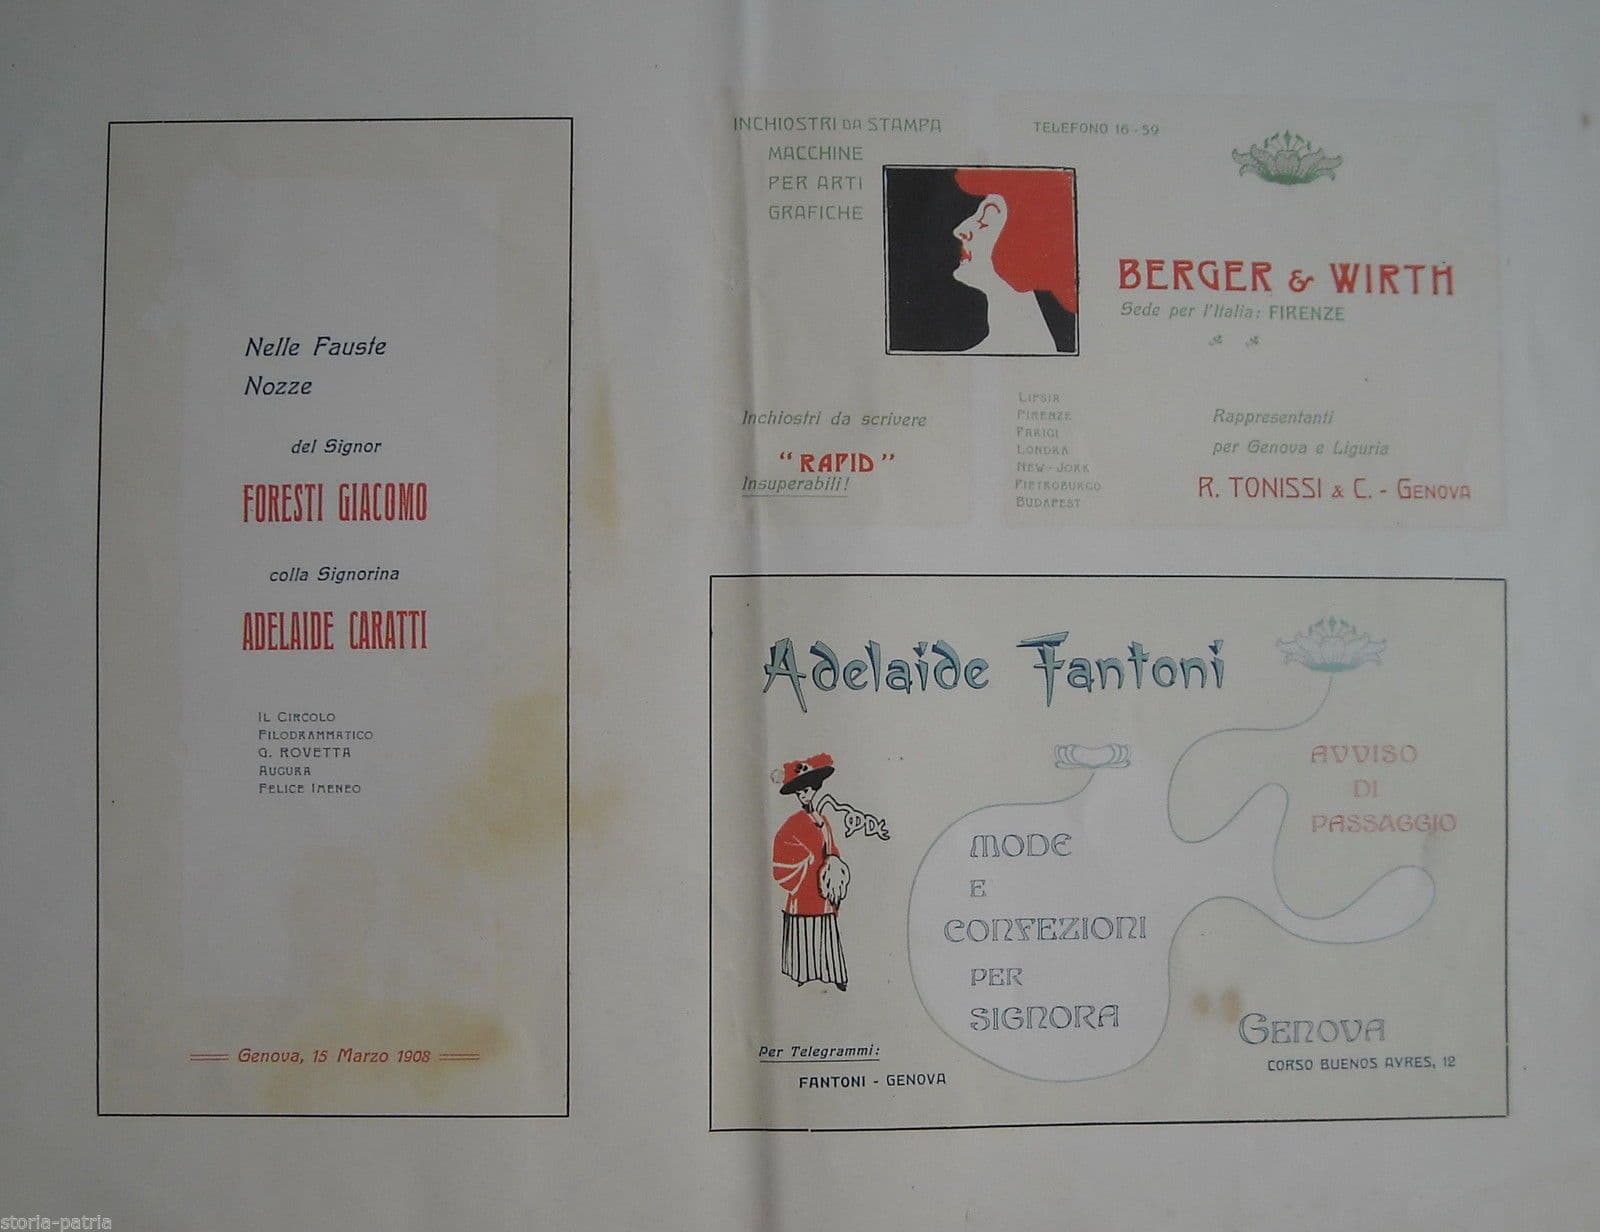 Nelle Fauste
Nozze
del Signor
FORESTI GIACOMO
colla Signorina
ADELAIDE CARATTI
IL CIRCOLO
FILODRAMMATICO
G. ROVETTA
AUGURA
FELICE IMENEO
Genova, 15 Marzo 1908
INCHIOSTRI DA STAMPA
MACCHINE
PER ARTI
GRAFICHE
TELEFONO 16-59
BERGER & WIRTH
Sede per l'Italia: FIRENZE
Inchiostri da scrivere
"RAPID"
Insuperabili!
LIPSIA
FIRENZE
PARIGI
LONDRA
NEW-JORK
PIETROBURGO
BUDAPEST
Rappresentanti
per Genova e Liguria
R. TONISSI & C. - GENOVA
Adelaide Fantoni
AVVISO
DI
PASSAGGIO
MODE
E
CONFEZIONI
PER
SIGNORA
Per Telegrammi:
FANTONI - GENOVA
GENOVA
CORSO BUENOS AYRES, 12
storia-patria